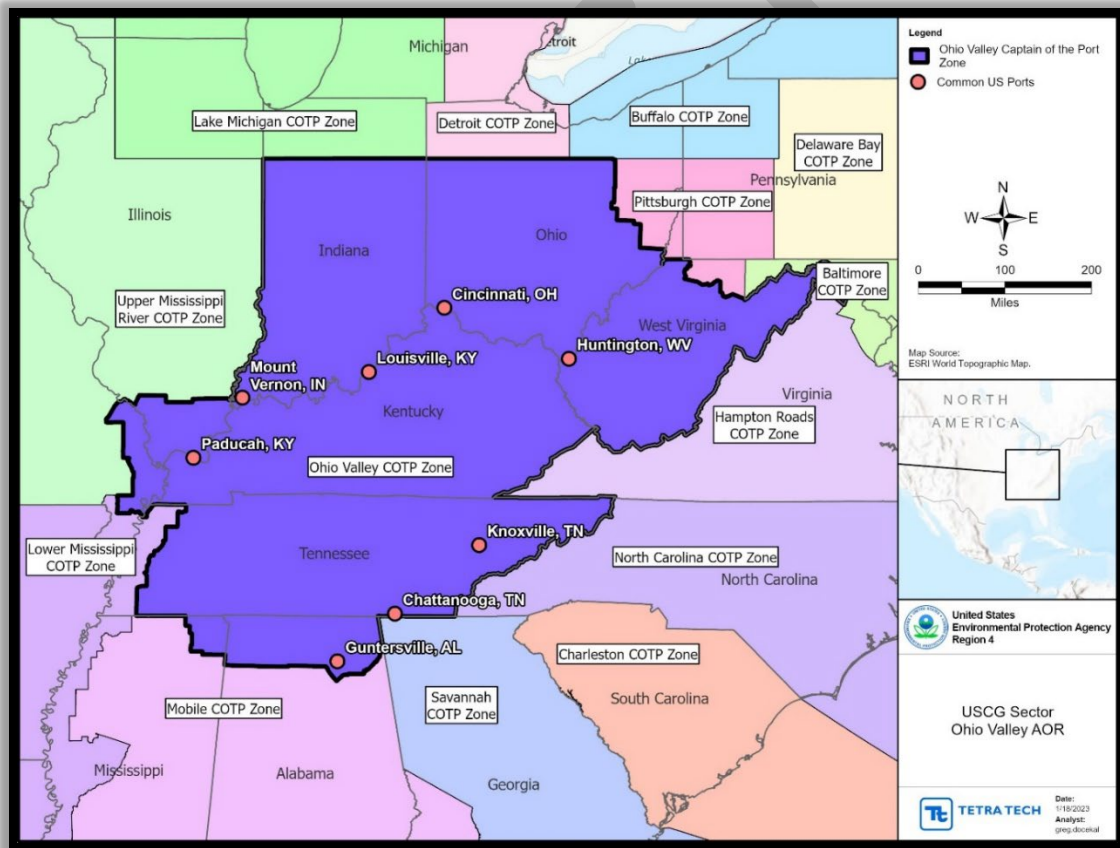 Michigan
Detroit
Lake Michigan COTP Zone
Detroit COTP Zone
Buffalo COTP Zone
Delaware Bay
COTP Zone
Pennsylvania
Pittsburgh COTP Zone
Illinois
Indiana
Ohio
Baltimore
COTP Zone
Upper Mississippi
River COTP Zone
Cincinnati, OH
West Virginia
Huntington, WV
Louisville, KY
Mount
Vernon, IN
Virginia
Kentucky
Hampton Roads
COTP Zone
Paducah, KY
Ohio Valley COTP Zone
Knoxville, TN
Lower Mississippi
COTP Zone
Tennessee
North Carolina COTP Zone
North Carolina
Chattanooga, TN
Guntersville, AL
Charleston COTP Zone
South Carolina
Savannah
COTP Zone
Mobile COTP Zone
Mississippi
Alabama
Georgia
Legend
Ohio Valley Captain of the Port
Zone
Common US Ports
N
W E
S
0 100 200
Miles
Map Source:
ESRI World Topographic Map.
NORTH
AMERICA
United States
Environmental Protection Agency
Region 4
USCG Sector
Ohio Valley AOR
Tt TETRA TECH
Date:
1/18/2023
Analyst:
greg.docekal